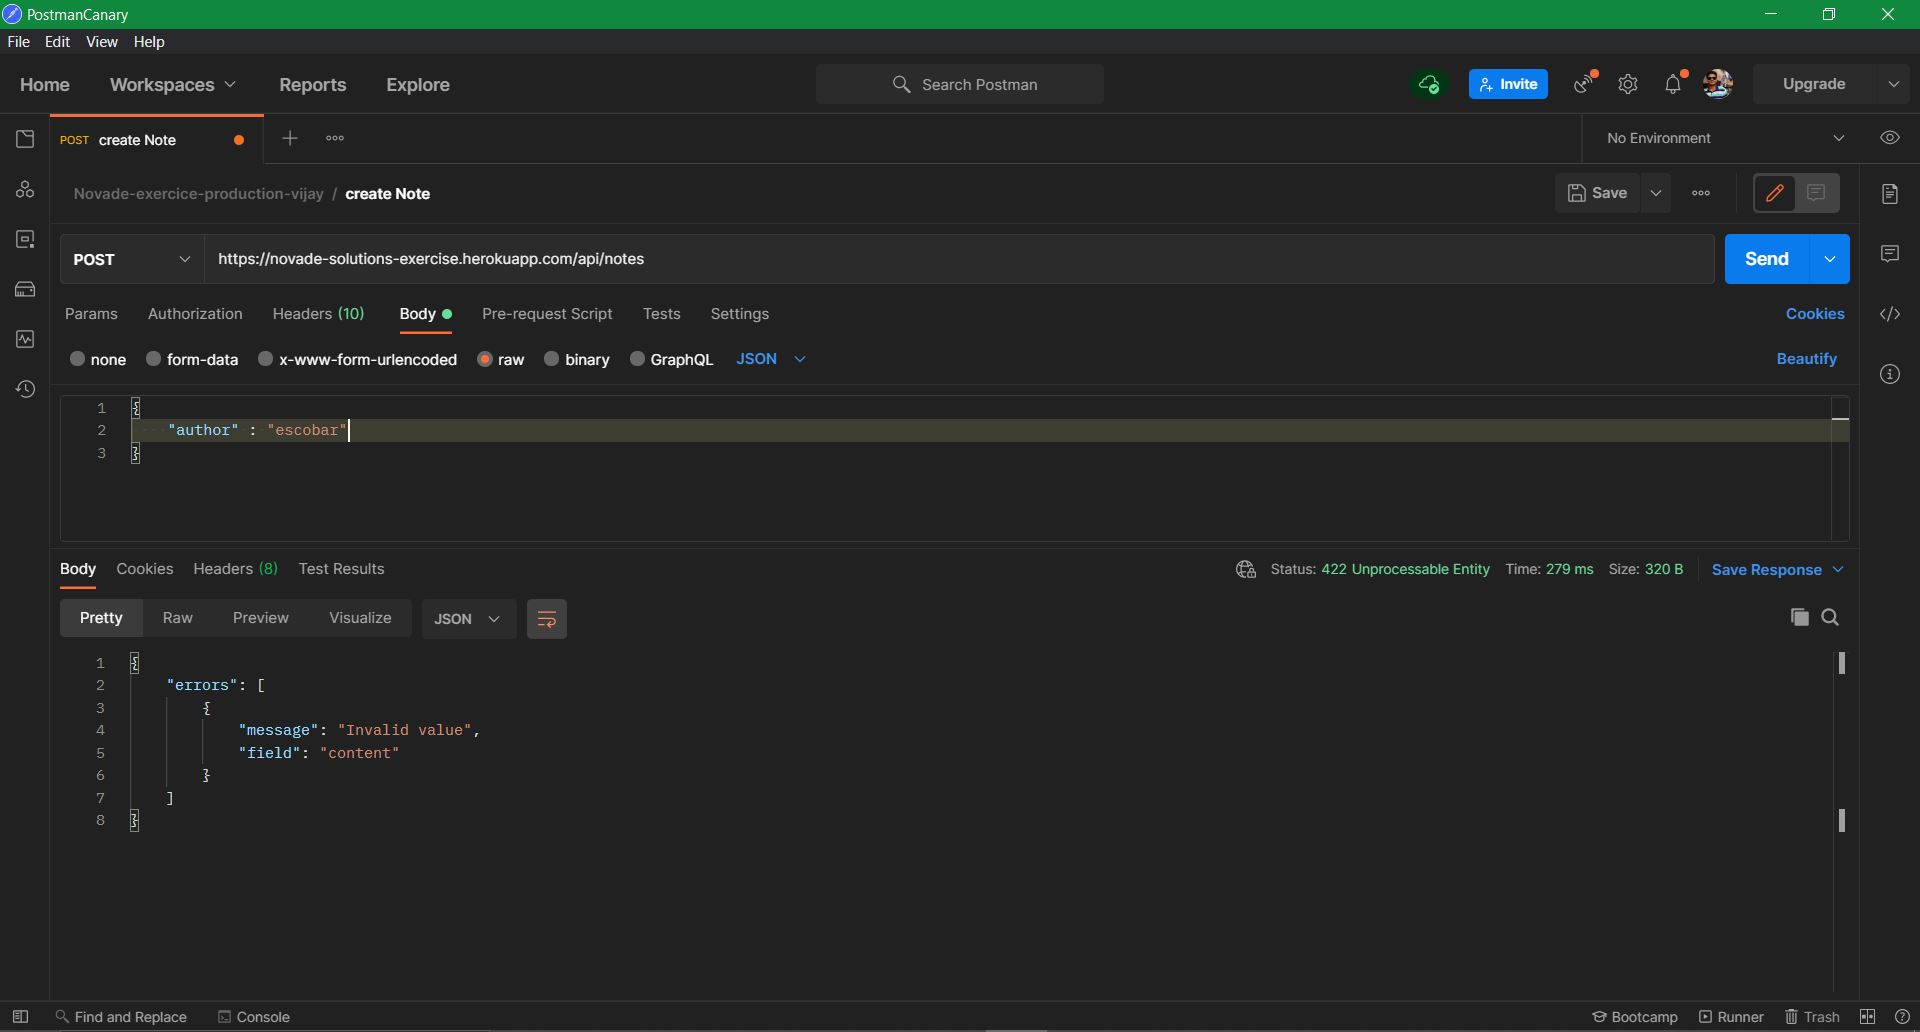 PostmanCanary
File Edit View Help
Home Workspaces Reports Explore Search Postman Invite Upgrade
POST create Note No Environment
Novade-exercice-production-vijay / create Note Save
POST https://novade-solutions-exercise.herokuapp.com/api/notes Send
Params Authorization Headers (10) Body Pre-request Script Tests Settings Cookies
none form-data x-www-form-urlencoded raw binary GraphQL JSON Beautify
1 {
2 "author" : "escobar"
3 }
Body Cookies Headers (8) Test Results Status: 422 Unprocessable Entity Time: 279 ms Size: 320 B Save Response
Pretty Raw Preview Visualize JSON
1 {
2 "errors": [
3 {
4 "message": "Invalid value",
5 "field": "content"
6 }
7 ]
8 }
Find and Replace Console Bootcamp Runner Trash